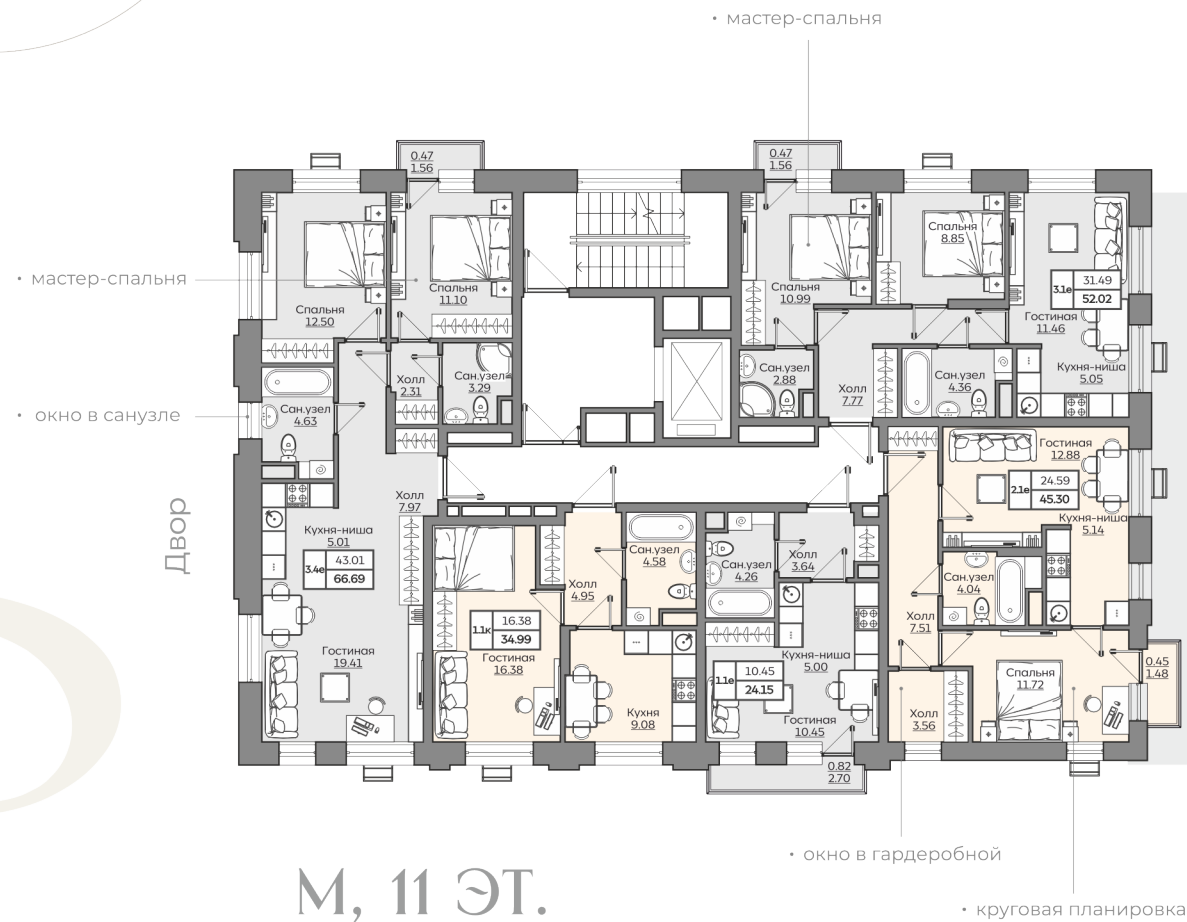 • мастер-спальня
0.47
1.56
0.47
1.56
Спальня
8.85
31.49
3.1е
52.02
• мастер-спальня
Спальня
11.10
Спальня
10.99
Спальня
12.50
Гостиная
11.46
Кухня-ниша
5.05
Холл
2.31
Сан.узел
3.29
Сан.узел
2.88
Холл
7.77
Сан.узел
4.36
• окно в санузле
Сан.узел
4.63
Гостиная
12.88
24.59
2.1е
45.30
Кухня-ниша
5.14
Холл
7.97
Двор
Кухня-ниша
5.01
43.01
3.4е
66.69
Сан.узел
4.58
Холл
4.95
Сан.узел
4.26
Холл
3.64
Сан.узел
4.04
Холл
7.51
16.38
1.1к
34.99
Гостиная
16.38
Гостиная
19.41
Кухня-ниша
5.00
10.45
1.1е
24.15
Гостиная
10.45
Кухня
9.08
Спальня
11.72
0.45
1.48
Холл
3.56
0.82
2.70
• окно в гардеробной
М, 11 ЭТ.
• круговая планировка